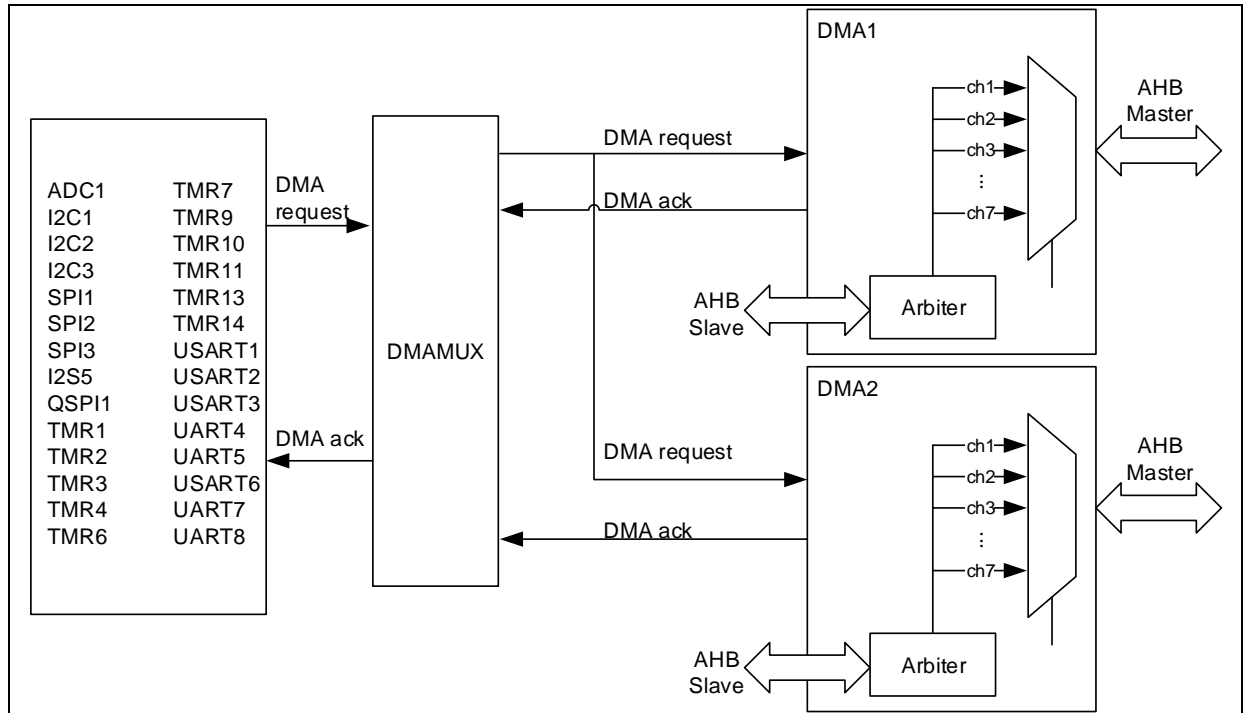 ADC1
I2C1
I2C2
I2C3
SPI1
SPI2
SPI3
I2S5
QSPI1
TMR1
TMR2
TMR3
TMR4
TMR6
TMR7
TMR9
TMR10
TMR11
TMR13
TMR14
USART1
USART2
USART3
UART4
UART5
USART6
UART7
UART8
DMA
request
DMA ack
DMAMUX
DMA request
DMA ack
DMA request
DMA ack
DMA1
ch1
ch2
ch3
...
ch7
Arbiter
AHB
Slave
AHB
Master
DMA2
ch1
ch2
ch3
...
ch7
Arbiter
AHB
Slave
AHB
Master